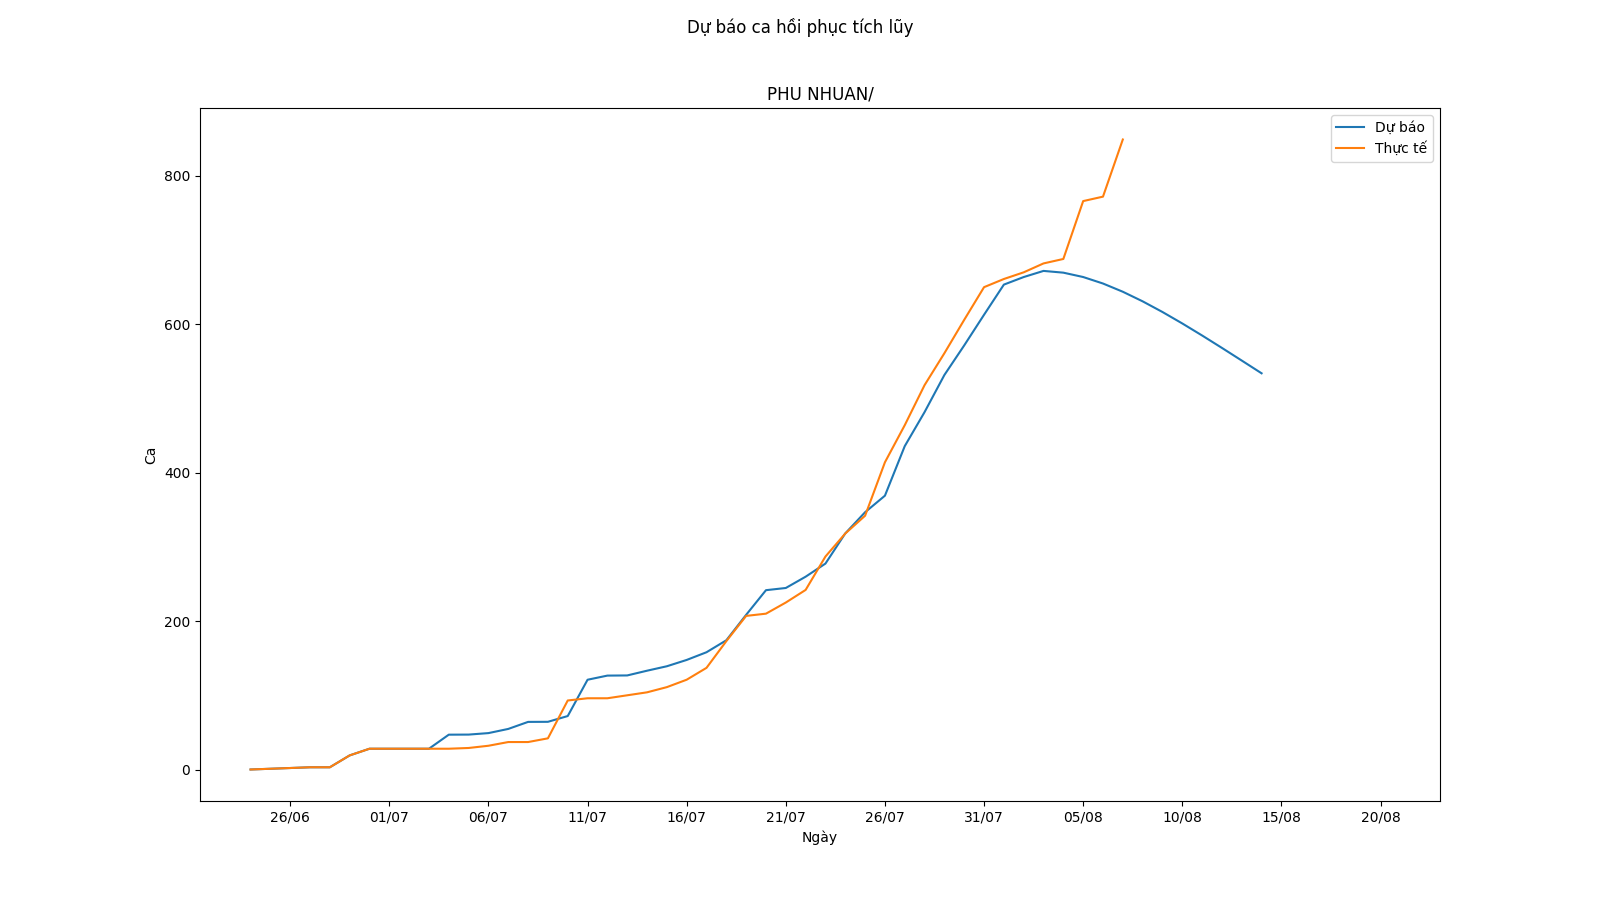 Dự báo ca hồi phục tích lũy
PHU NHUAN/
Dự báo
Thực tế
800
600
400
200
0
Ca
26/06 01/07 06/07 11/07 16/07 21/07 26/07 31/07 05/08 10/08 15/08 20/08
Ngày